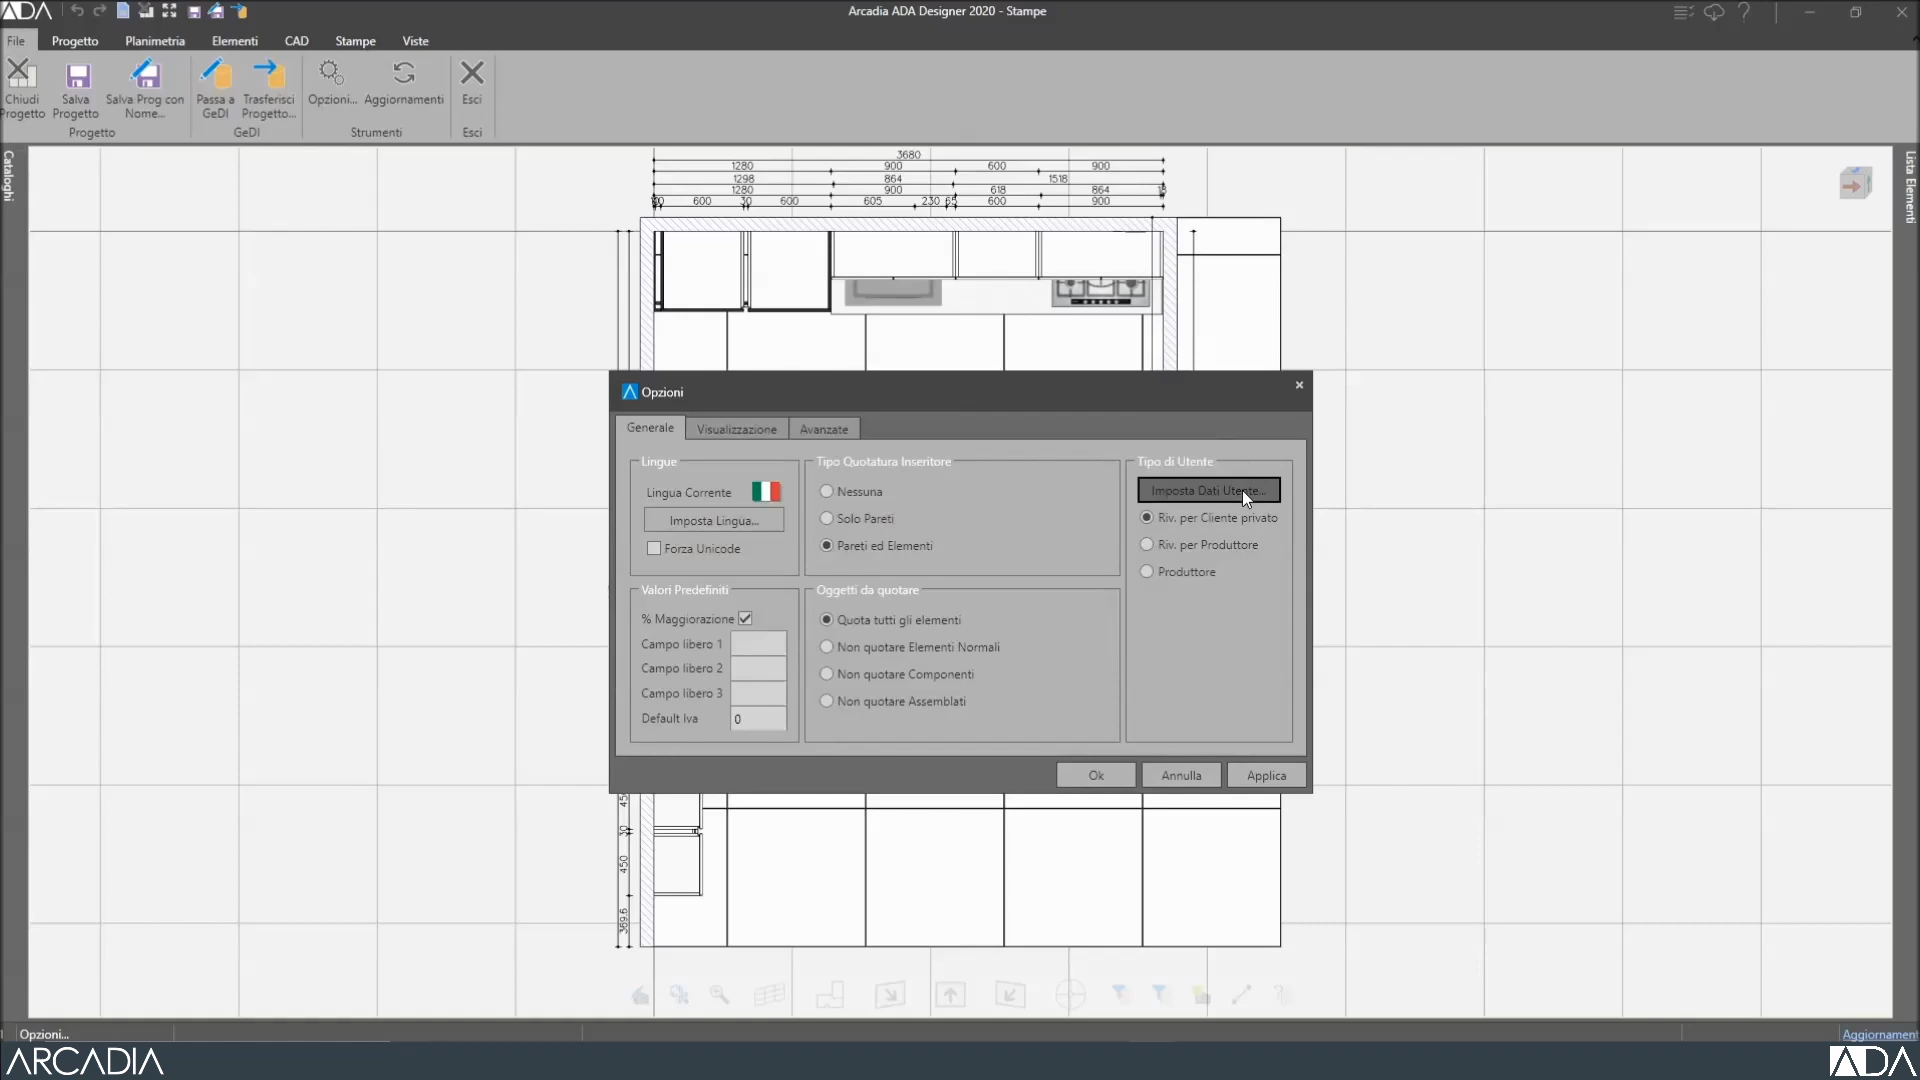 ADA
Arcadia ADA Designer 2020 - Stampe
File Progetto Planimetria Elementi CAD Stampe Viste
Chiudi Progetto
Salva Progetto
Salva Prog con Nome...
Passa a GeDI
Trasferisci Progetto...
Opzioni...
Aggiornamenti
Esci
Progetto GeDI Strumenti Esci
Cataloghi
Lista Elementi
3680
1280 900 600 900
1298 864 1518
1280 900 618 864 18
600 30 600 605 230 65 600 900
Opzioni
Generale Visualizzazione Avanzate
Lingue
Lingua Corrente
Imposta Lingua...
Forza Unicode
Tipo Quotatura Inseritore
Nessuna
Solo Pareti
Pareti ed Elementi
Tipo di Utente
Imposta Dati Utente...
Riv. per Cliente privato
Riv. per Produttore
Produttore
Valori Predefiniti
% Maggiorazione
Campo libero 1
Campo libero 2
Campo libero 3
Default Iva 0
Oggetti da quotare
Quota tutti gli elementi
Non quotare Elementi Normali
Non quotare Componenti
Non quotare Assemblati
Ok Annulla Applica
30
450
369.6
Opzioni...
Aggiornament
ARCADIA
ADA